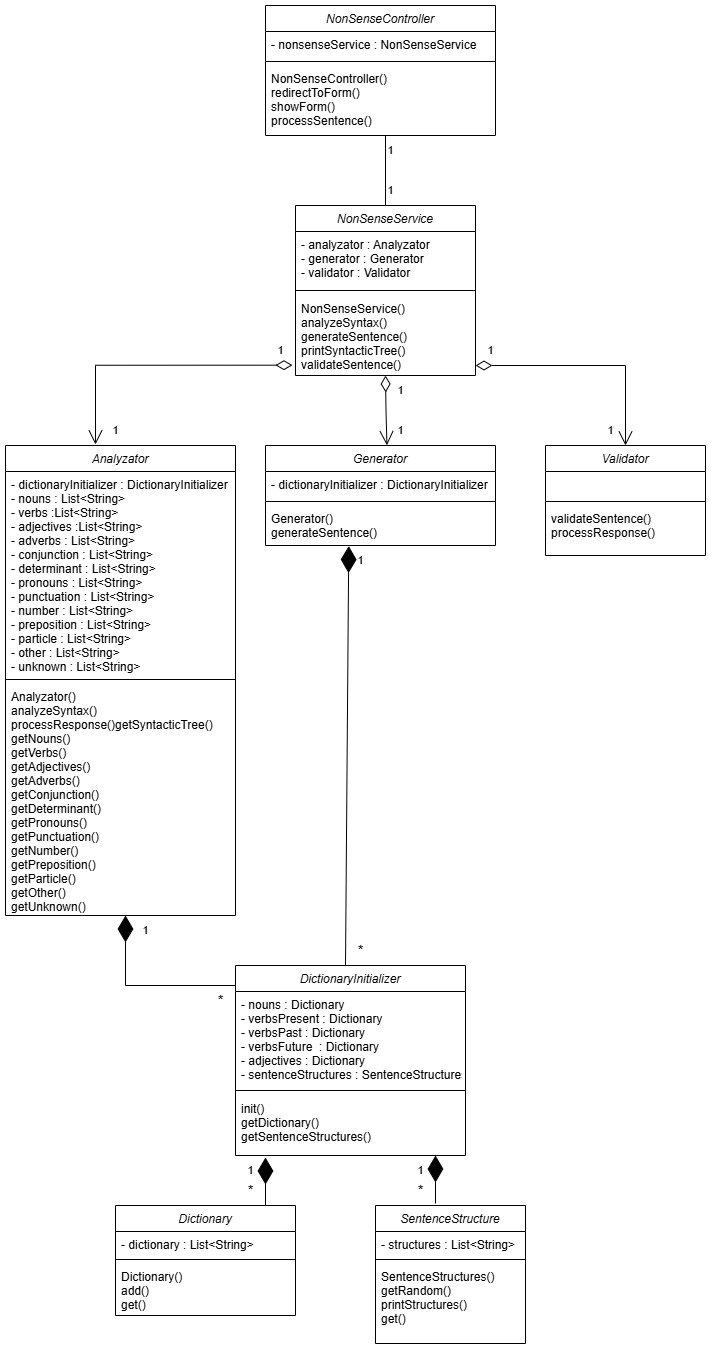 NonSenseController
- nonsenseService : NonSenseService
NonSenseController()
redirectToForm()
showForm()
processSentence()
1
1
NonSenseService
- analyzator : Analyzator
- generator : Generator
- validator : Validator
NonSenseService()
analyzeSyntax()
generateSentence()
printSyntacticTree()
validateSentence()
1
1
1
1
1
1
Analyzator
- dictionaryInitializer : DictionaryInitializer
- nouns : List<String>
- verbs :List<String>
- adjectives :List<String>
- adverbs : List<String>
- conjunction : List<String>
- determinant : List<String>
- pronouns : List<String>
- punctuation : List<String>
- number : List<String>
- preposition : List<String>
- particle : List<String>
- other : List<String>
- unknown : List<String>
Analyzator()
analyzeSyntax()
processResponse()getSyntacticTree()
getNouns()
getVerbs()
getAdjectives()
getAdverbs()
getConjunction()
getDeterminant()
getPronouns()
getPunctuation()
getNumber()
getPreposition()
getParticle()
getOther()
getUnknown()
Generator
- dictionaryInitializer : DictionaryInitializer
Generator()
generateSentence()
Validator
validateSentence()
processResponse()
1
1
*
*
DictionaryInitializer
- nouns : Dictionary
- verbsPresent : Dictionary
- verbsPast : Dictionary
- verbsFuture  : Dictionary
- adjectives : Dictionary
- sentenceStructures : SentenceStructure
init()
getDictionary()
getSentenceStructures()
1
*
1
*
Dictionary
- dictionary : List<String>
Dictionary()
add()
get()
SentenceStructure
- structures : List<String>
SentenceStructures()
getRandom()
printStructures()
get()